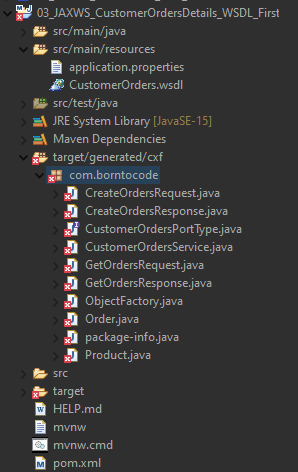 03_JAXWS_CustomerOrdersDetails_WSDL_First
src/main/java
src/main/resources
application.properties
CustomerOrders.wsdl
src/test/java
JRE System Library [JavaSE-15]
Maven Dependencies
target/generated/cxf
com.borntocode
CreateOrdersRequest.java
CreateOrdersResponse.java
CustomerOrdersPortType.java
CustomerOrdersService.java
GetOrdersRequest.java
GetOrdersResponse.java
ObjectFactory.java
Order.java
package-info.java
Product.java
src
target
HELP.md
mvnw
mvnw.cmd
pom.xml